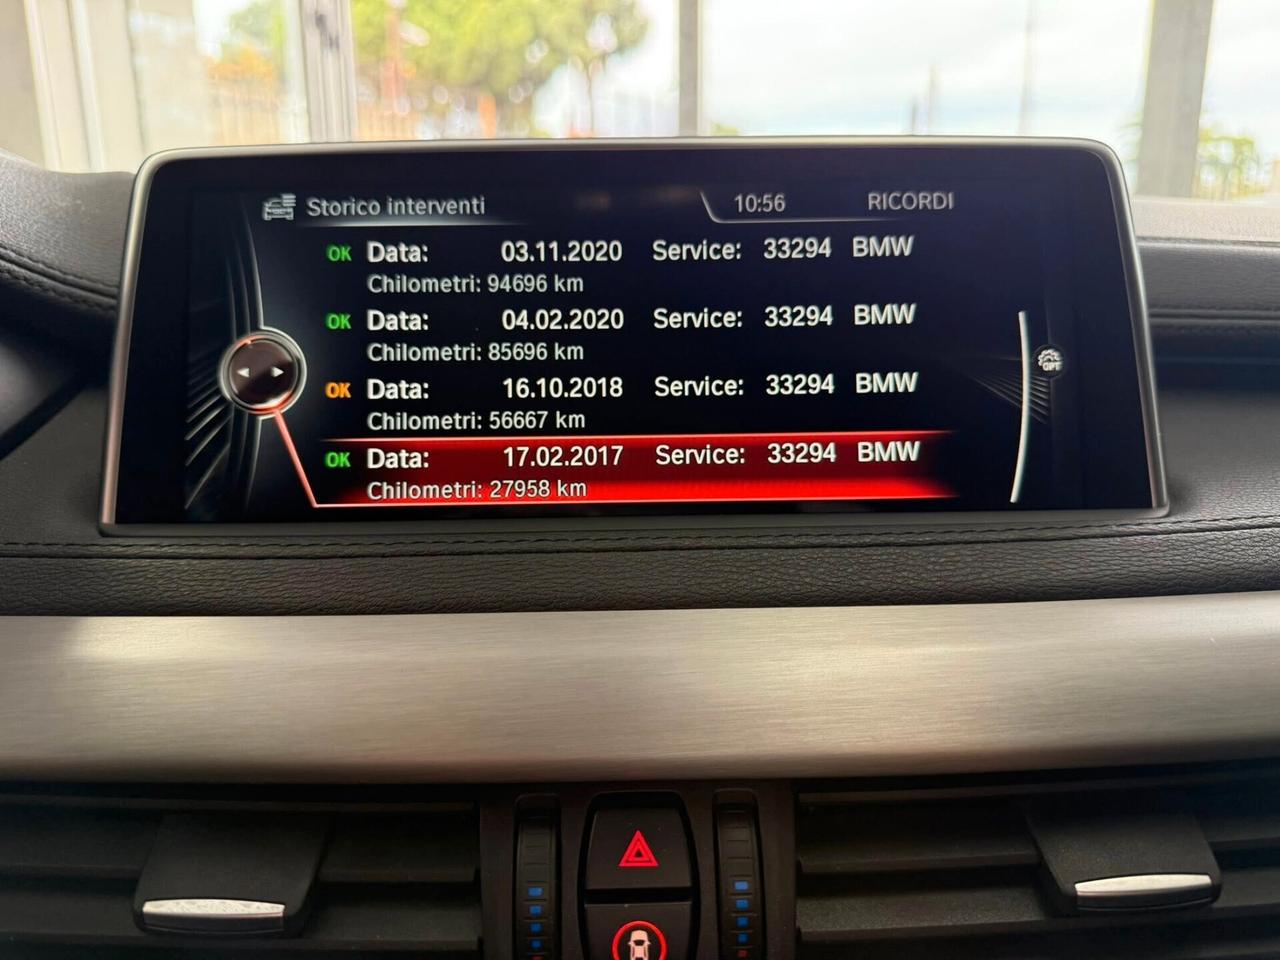 Storico interventi 10:56 RICORDI
OK Data: 03.11.2020 Service: 33294 BMW
Chilometri: 94696 km
OK Data: 04.02.2020 Service: 33294 BMW
Chilometri: 85696 km
OK Data: 16.10.2018 Service: 33294 BMW
Chilometri: 56667 km
OK Data: 17.02.2017 Service: 33294 BMW
Chilometri: 27958 km
OPT